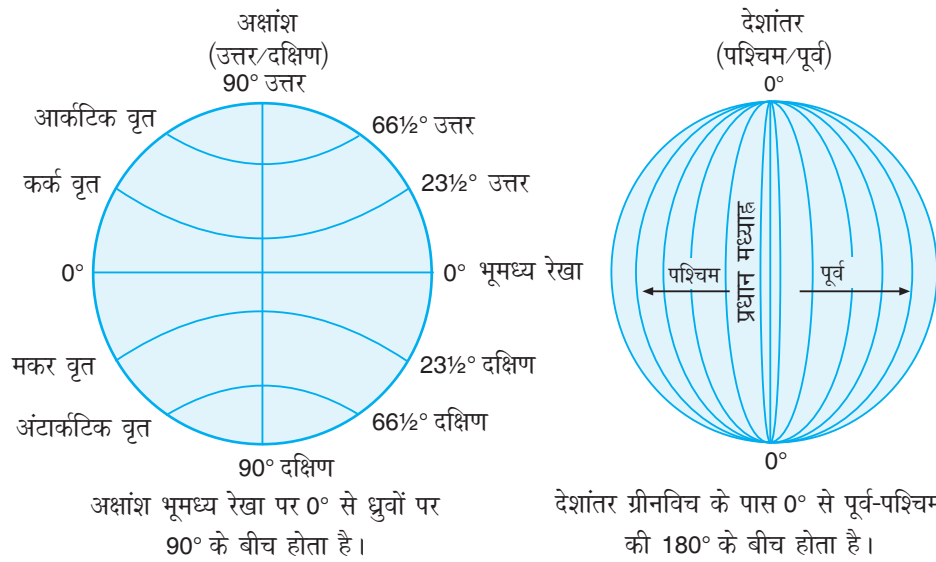 अक्षांश
(उत्तर/दक्षिण)
90° उत्तर
आर्कटिक वृत
66½° उत्तर
कर्क वृत
23½° उत्तर
0°
0° भूमध्य रेखा
मकर वृत
23½° दक्षिण
अंटार्कटिक वृत
66½° दक्षिण
90° दक्षिण
अक्षांश भूमध्य रेखा पर 0° से ध्रुवों पर
90° के बीच होता है।
देशांतर
(पश्चिम/पूर्व)
0°
प्रधान मध्याह्न
पश्चिम
पूर्व
0°
देशांतर ग्रीनविच के पास 0° से पूर्व-पश्चिम
की 180° के बीच होता है।